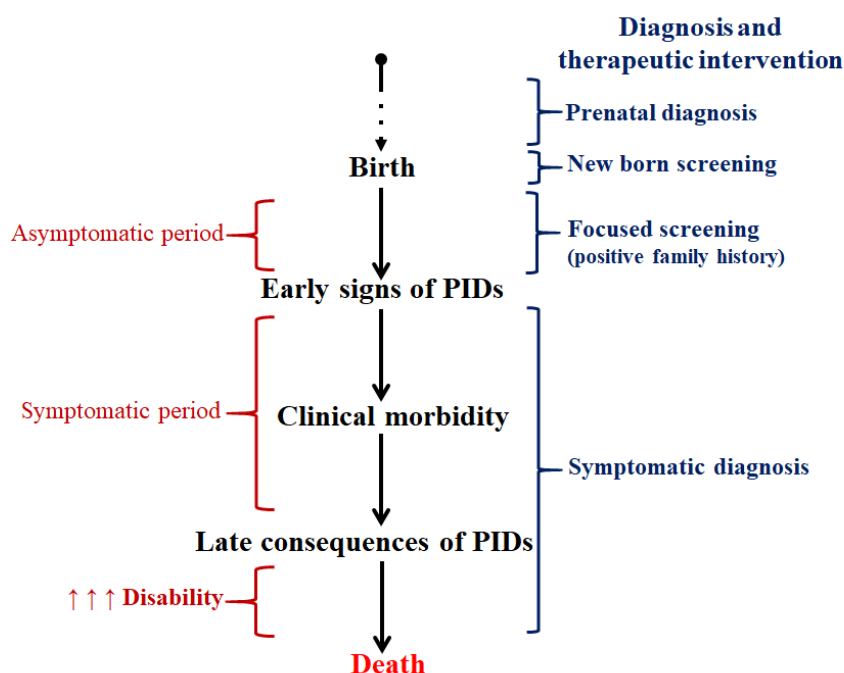 Diagnosis and
therapeutic intervention
Prenatal diagnosis
Birth
New born screening
Asymptomatic period
Focused screening
(positive family history)
Early signs of PIDs
Symptomatic period
Clinical morbidity
Symptomatic diagnosis
Late consequences of PIDs
↑ ↑ ↑ Disability
Death